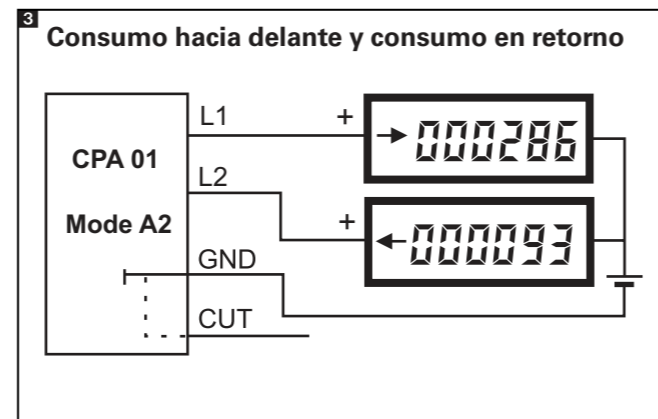 3
Consumo hacia delante y consumo en retorno
L1 + → 000286
CPA 01
L2
Mode A2 + ← 000093
GND
CUT